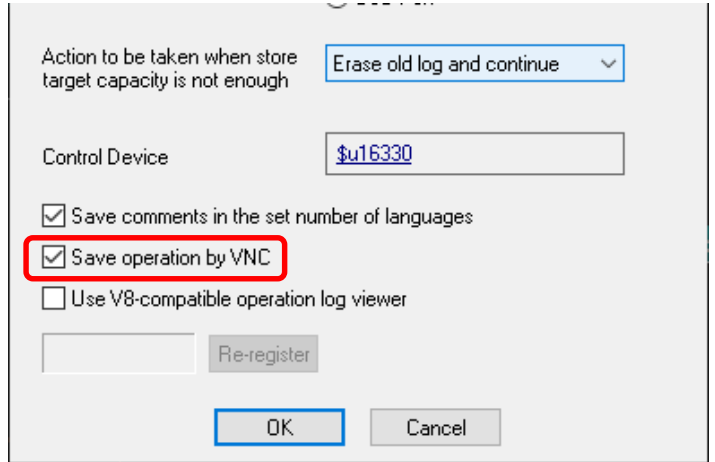 Action to be taken when store
target capacity is not enough
Erase old log and continue
Control Device
$u16330
Save comments in the set number of languages
Save operation by VNC
Use V8-compatible operation log viewer
Re-register
OK
Cancel